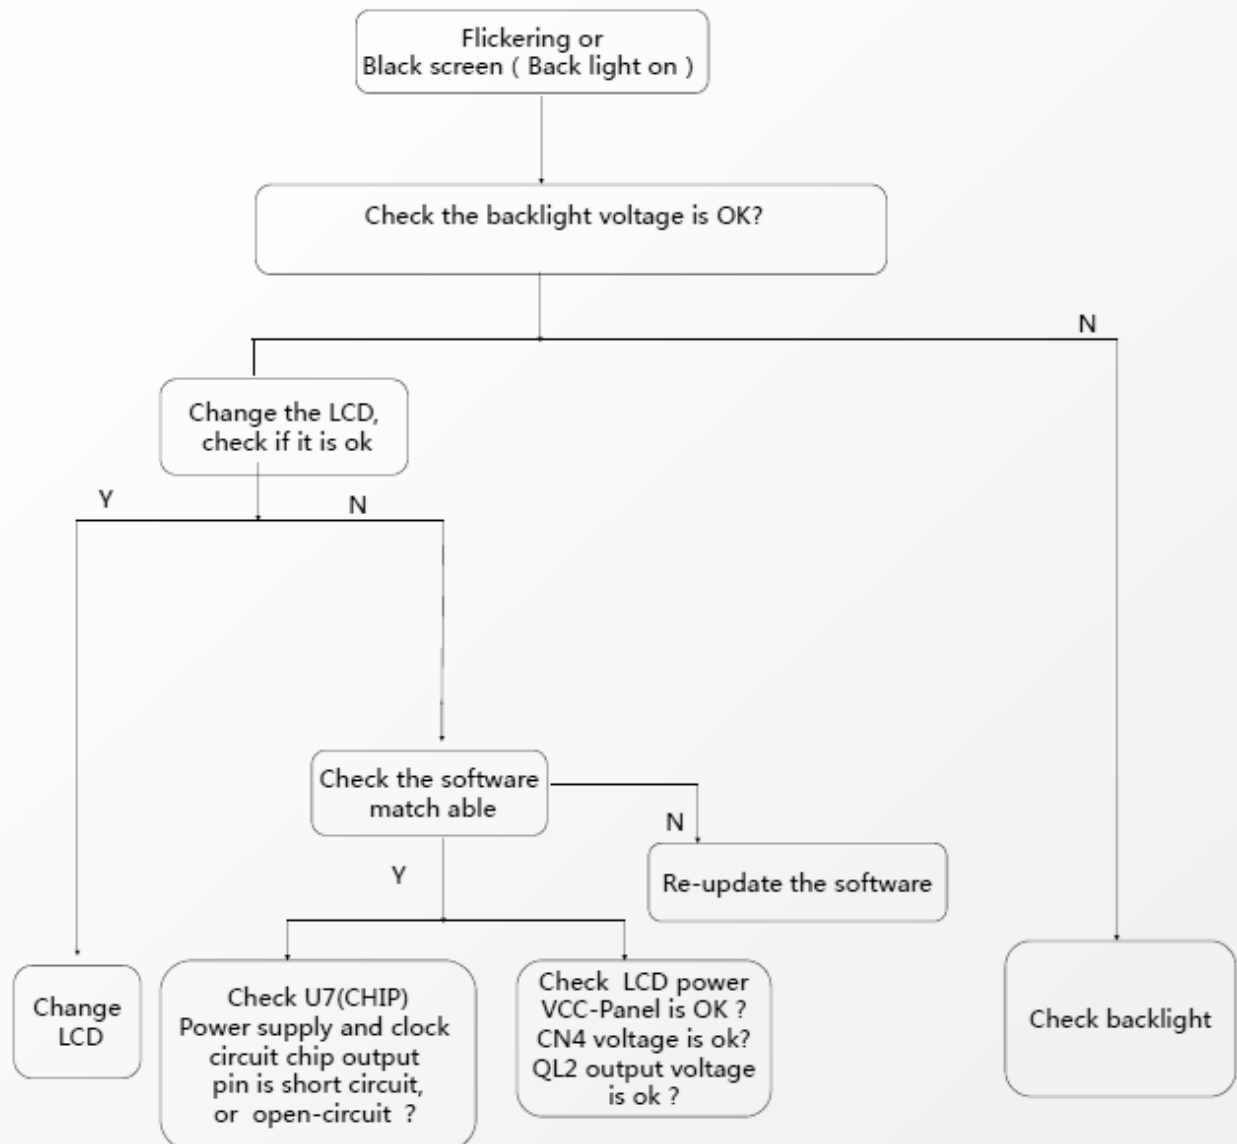 Flickering or
Black screen ( Back light on )
Check the backlight voltage is OK?
N
Change the LCD,
check if it is ok
Y
N
Check the software
match able
N
Y
Re-update the software
Change
LCD
Check U7(CHIP)
Power supply and clock
circuit chip output
pin is short circuit,
or open-circuit ?
Check LCD power
VCC-Panel is OK ?
CN4 voltage is ok?
QL2 output voltage
is ok ?
Check backlight